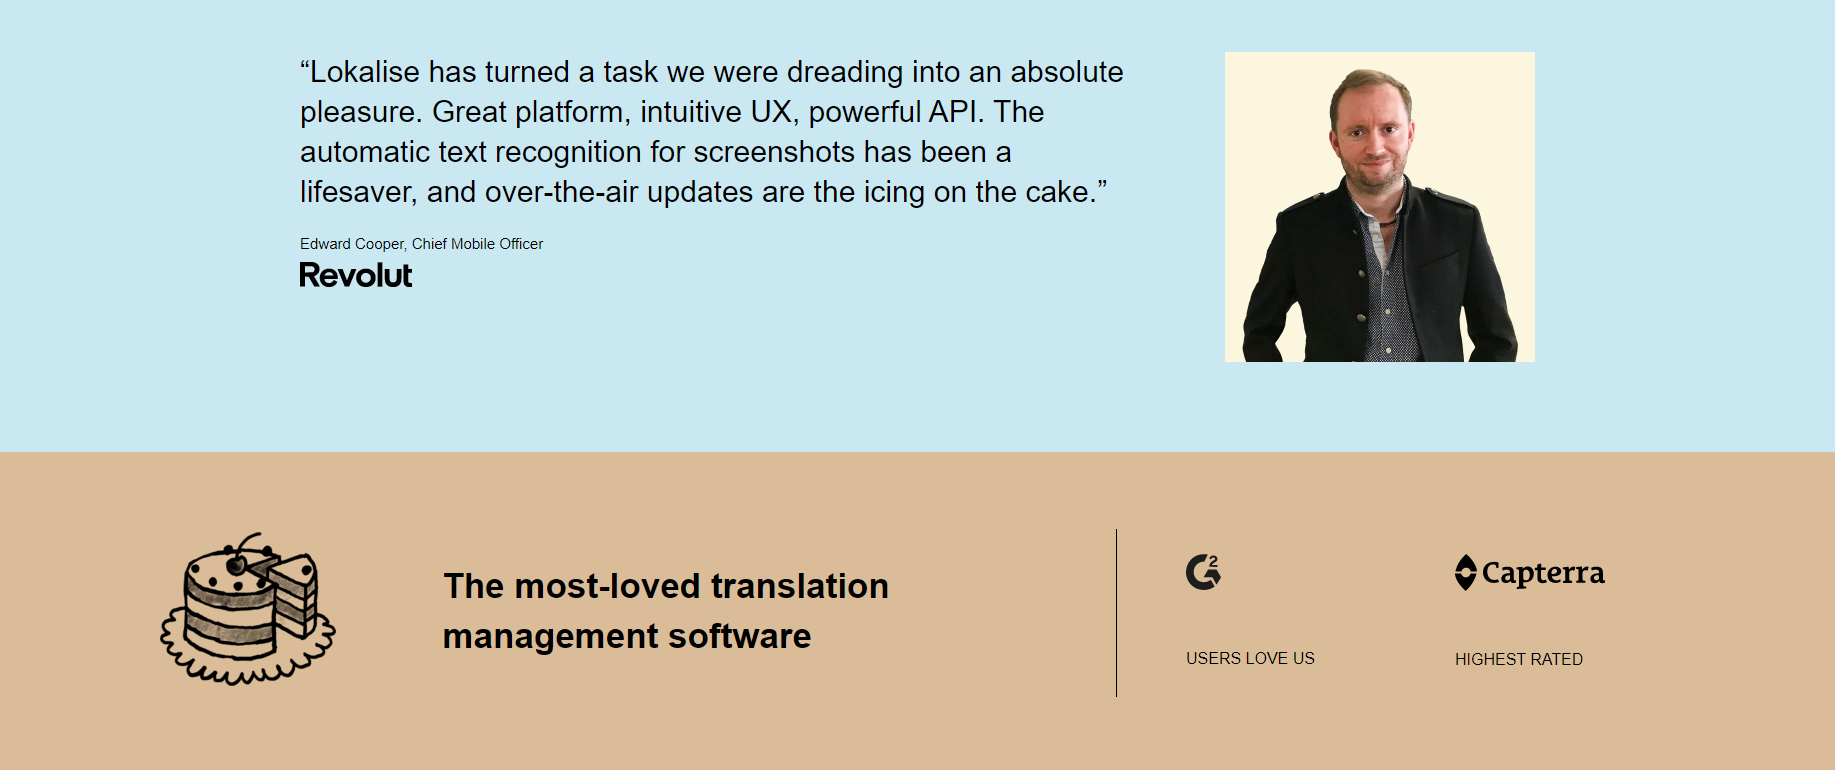 “Lokalise has turned a task we were dreading into an absolute
pleasure. Great platform, intuitive UX, powerful API. The
automatic text recognition for screenshots has been a
lifesaver, and over-the-air updates are the icing on the cake.”
Edward Cooper, Chief Mobile Officer
Revolut
The most-loved translation
management software
G2
USERS LOVE US
Capterra
HIGHEST RATED